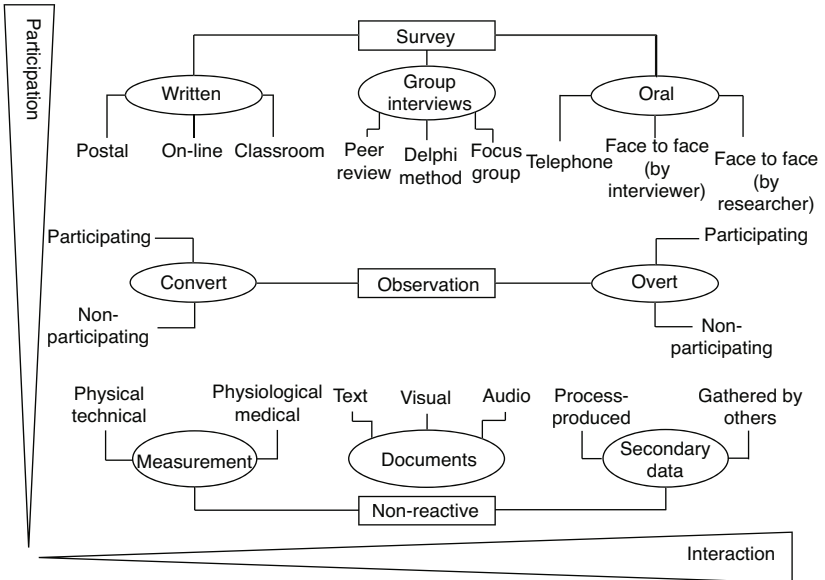 Participation
Survey
Written
Group
interviews
Oral
Postal
On-line
Classroom
Peer
review
Delphi
method
Focus
group
Telephone
Face to face
(by
interviewer)
Face to face
(by
researcher)
Participating
Participating
Convert
Observation
Overt
Non-
participating
Non-
participating
Physical
technical
Physiological
medical
Text
Visual
Audio
Process-
produced
Gathered by
others
Measurement
Documents
Secondary
data
Non-reactive
Interaction